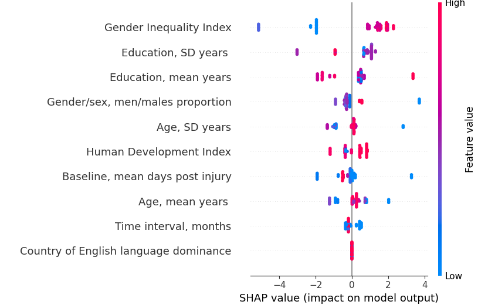 High
Gender Inequality Index
Education, SD years
Education, mean years
Gender/sex, men/males proportion
Age, SD years
Human Development Index
Baseline, mean days post injury
Age, mean years
Time interval, months
Country of English language dominance
Feature value
Low
−4 −2 0 2 4
SHAP value (impact on model output)